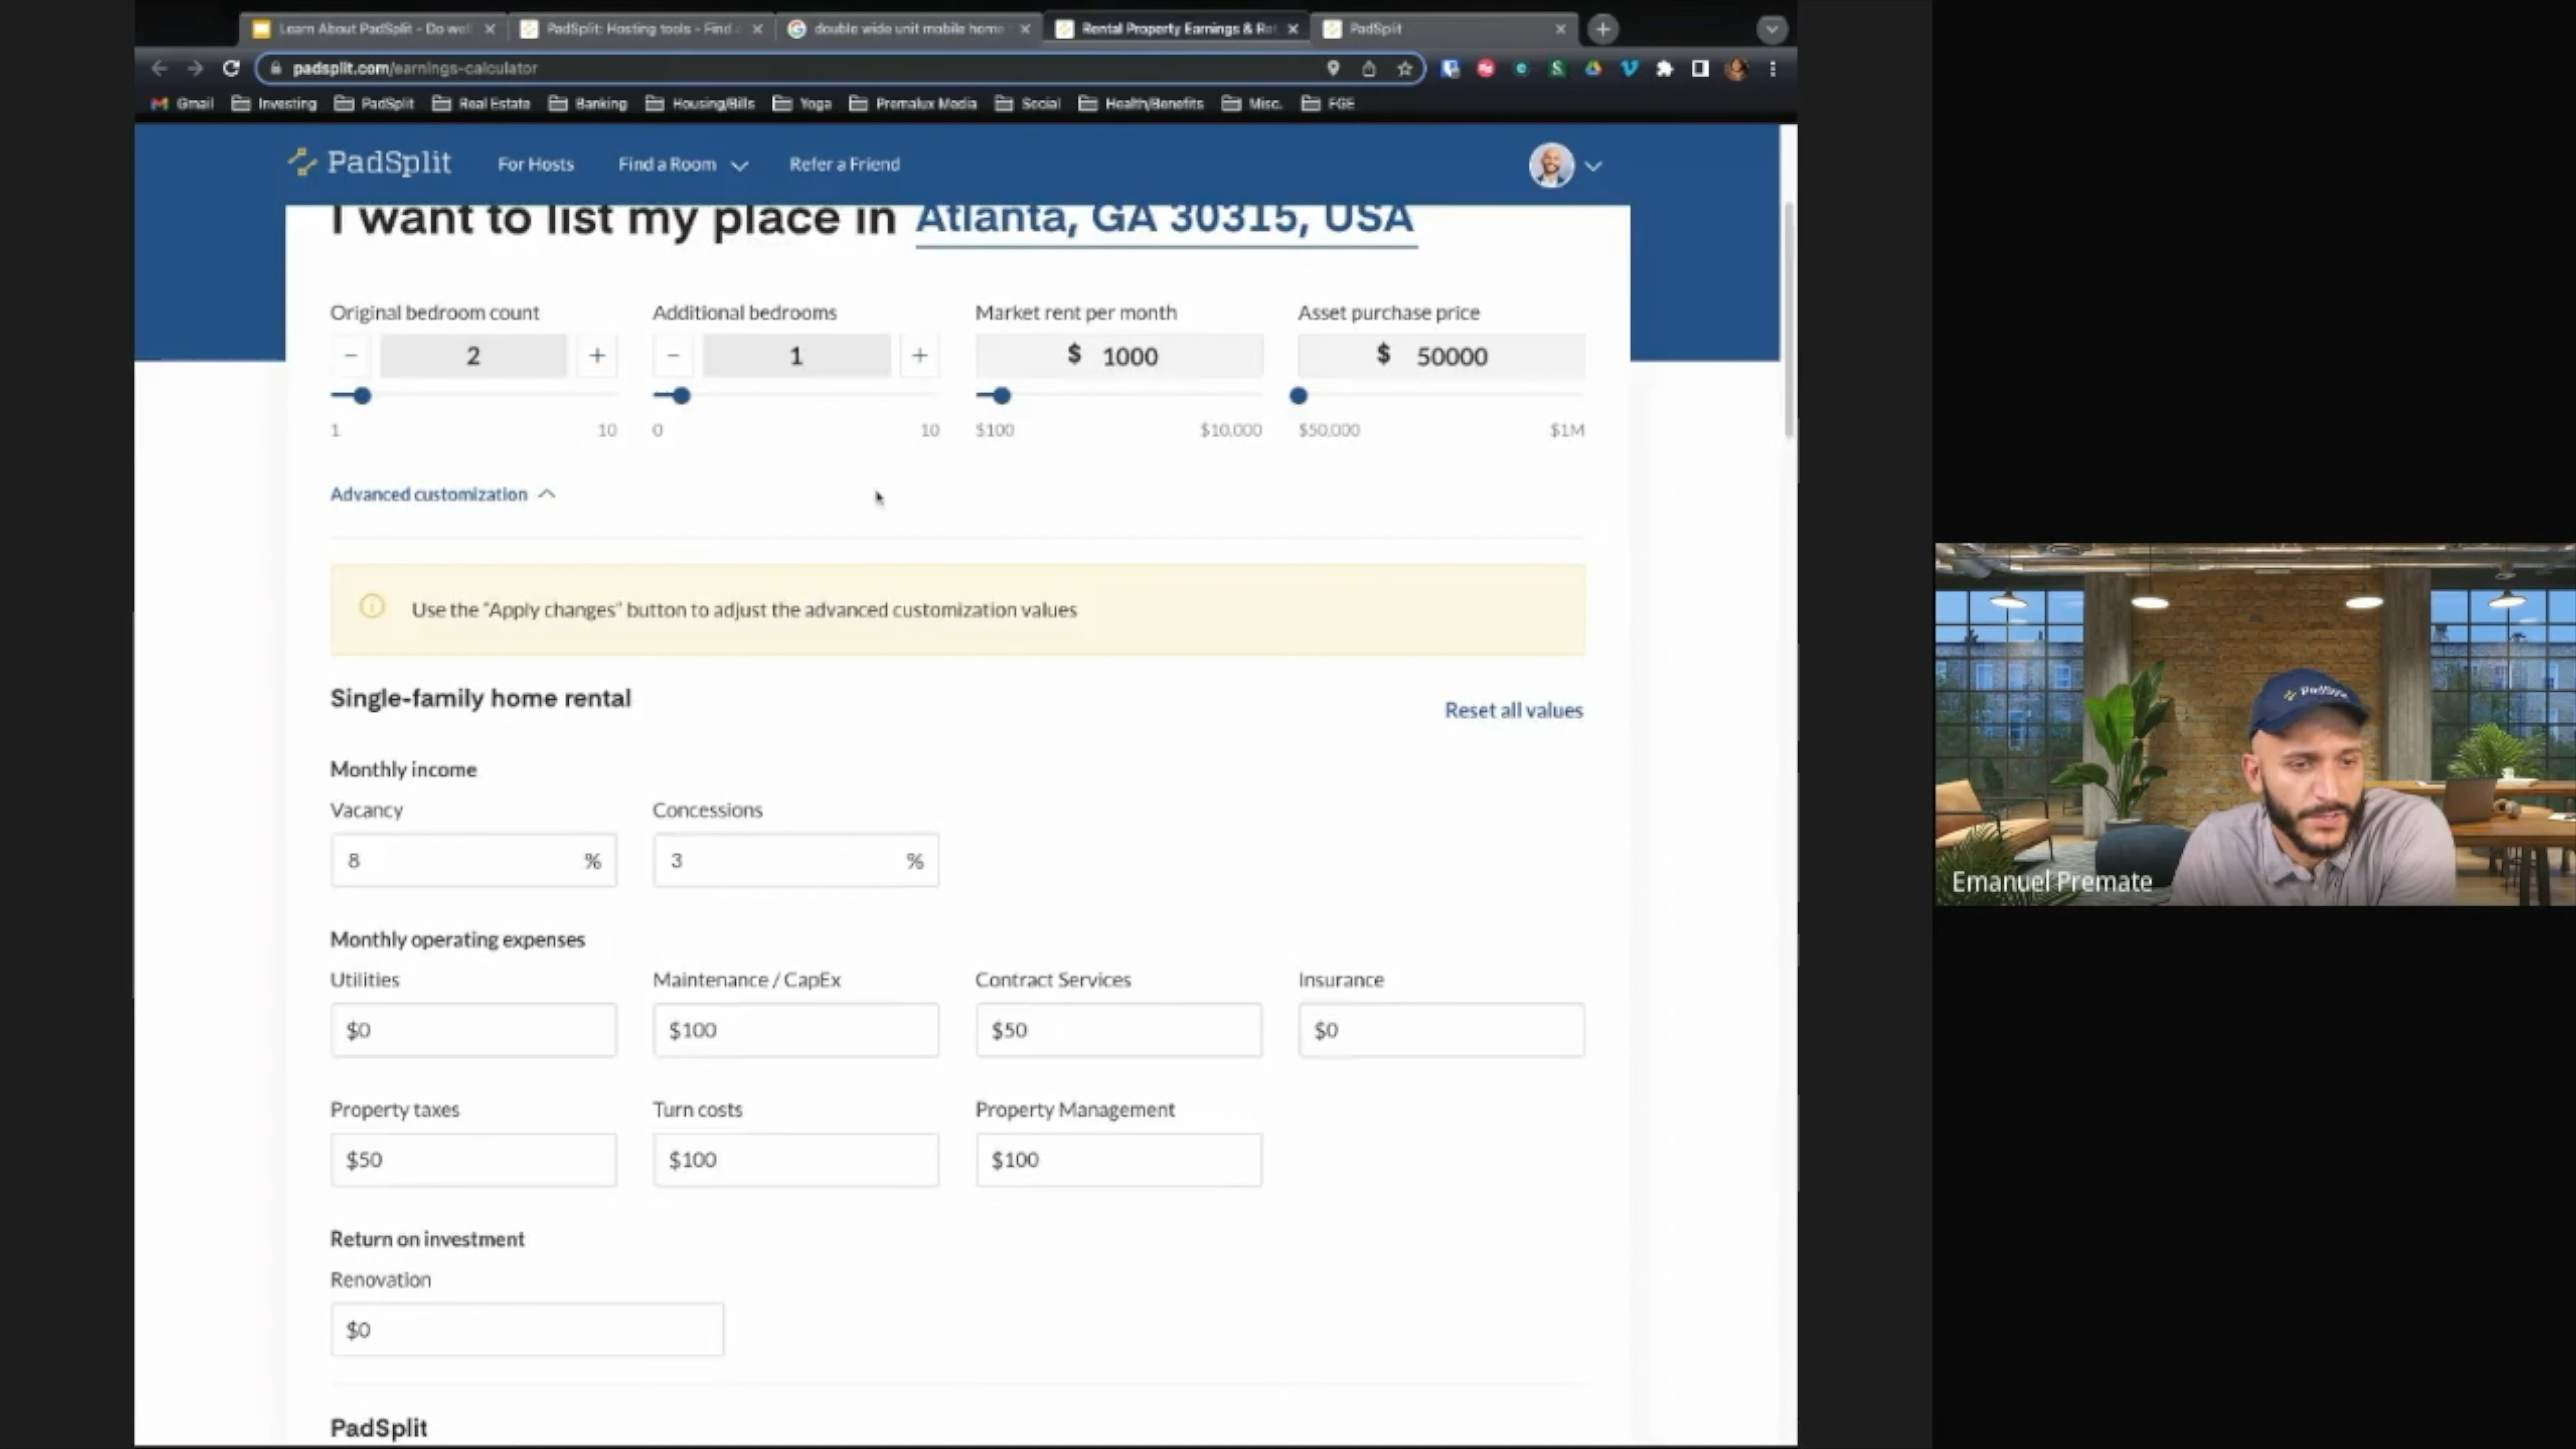 Learn About PadSplit - Do wel
PadSplit: Hosting tools - Find
double wide unit mobile home
Rental Property Earnings & Re
PadSplit
padsplit.com/earnings-calculator
Gmail Investing PadSplit Real Estate Banking Housing/Bills Yoga Premalux Media Social Health/Benefits Misc. FGE
PadSplit For Hosts Find a Room Refer a Friend
I want to list my place in Atlanta, GA 30315, USA
Original bedroom count Additional bedrooms Market rent per month Asset purchase price
− 2 + − 1 + $ 1000 $ 50000
1 10 0 10 $100 $10,000 $50,000 $1M
Advanced customization
Use the "Apply changes" button to adjust the advanced customization values
Single-family home rental
Reset all values
Monthly income
Vacancy Concessions
8 % 3 %
Monthly operating expenses
Utilities Maintenance / CapEx Contract Services Insurance
$0 $100 $50 $0
Property taxes Turn costs Property Management
$50 $100 $100
Return on investment
Renovation
$0
PadSplit
PadSplit
Emanuel Premate